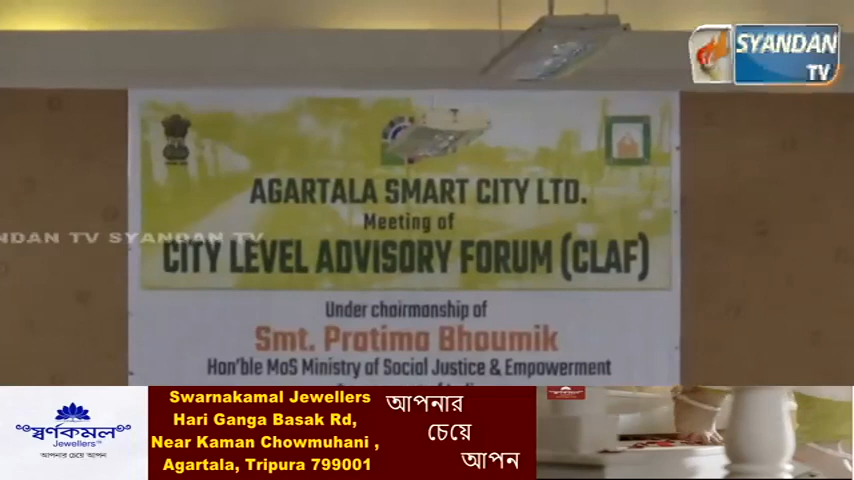 SYANDAN
TV
AGARTALA SMART CITY LTD.
Meeting of
NDAN TV SYANDAN TV
CITY LEVEL ADVISORY FORUM (CLAF)
Under chairmanship of
Smt. Pratima Bhoumik
Hon'ble MoS Ministry of Social Justice & Empowerment
স্বর্ণকমল
Jewellers
আপনার চেয়ে আপন
Swarnakamal Jewellers
Hari Ganga Basak Rd,
Near Kaman Chowmuhani ,
Agartala, Tripura 799001
আপনার
চেয়ে
আপন